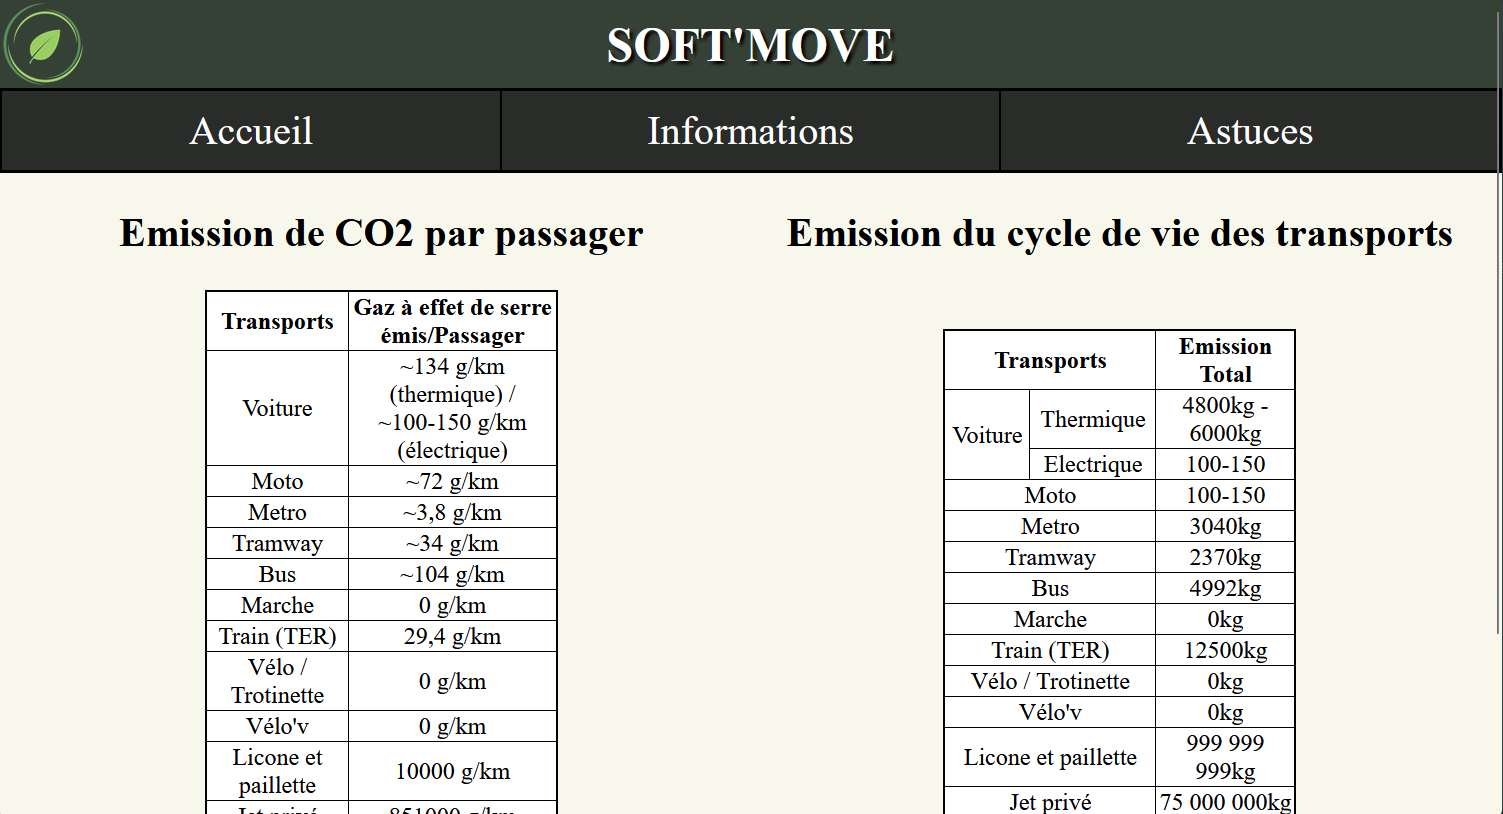 SOFT'MOVE
Accueil
Informations
Astuces
Emission de CO2 par passager
Transports
Gaz à effet de serre
émis/Passager
Voiture
~134 g/km
(thermique) /
~100-150 g/km
(électrique)
Moto
~72 g/km
Metro
~3,8 g/km
Tramway
~34 g/km
Bus
~104 g/km
Marche
0 g/km
Train (TER)
29,4 g/km
Vélo /
Trotinette
0 g/km
Vélo'v
0 g/km
Licone et
paillette
10000 g/km
Jet privé
851000 g/km
Emission du cycle de vie des transports
Transports
Emission
Total
Voiture
Thermique
4800kg -
6000kg
Electrique
100-150
Moto
100-150
Metro
3040kg
Tramway
2370kg
Bus
4992kg
Marche
0kg
Train (TER)
12500kg
Vélo / Trotinette
0kg
Vélo'v
0kg
Licone et paillette
999 999
999kg
Jet privé
75 000 000kg